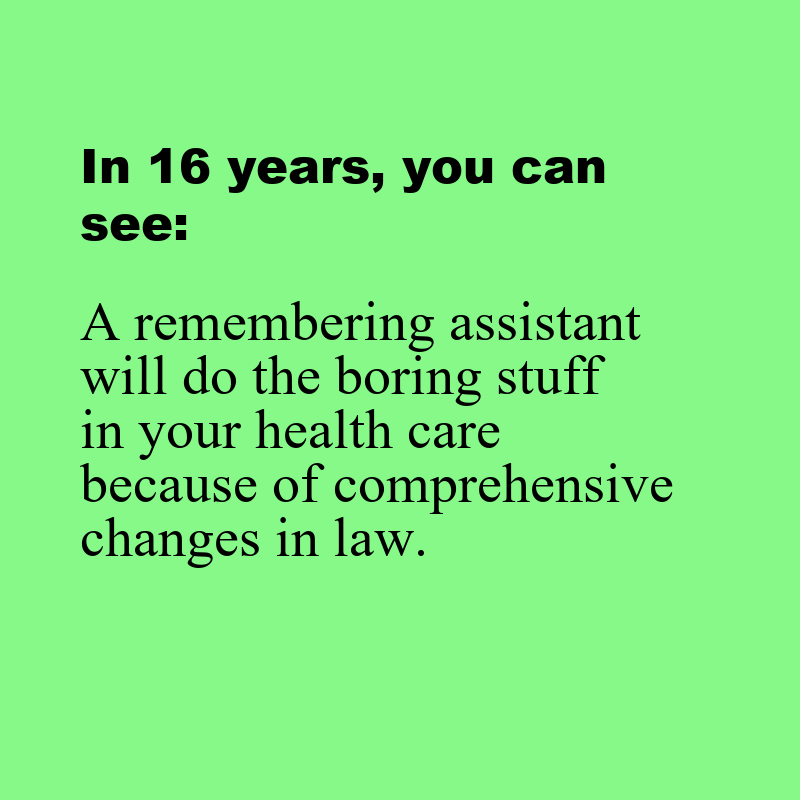 In 16 years, you can
see:
A remembering assistant
will do the boring stuff
in your health care
because of comprehensive
changes in law.